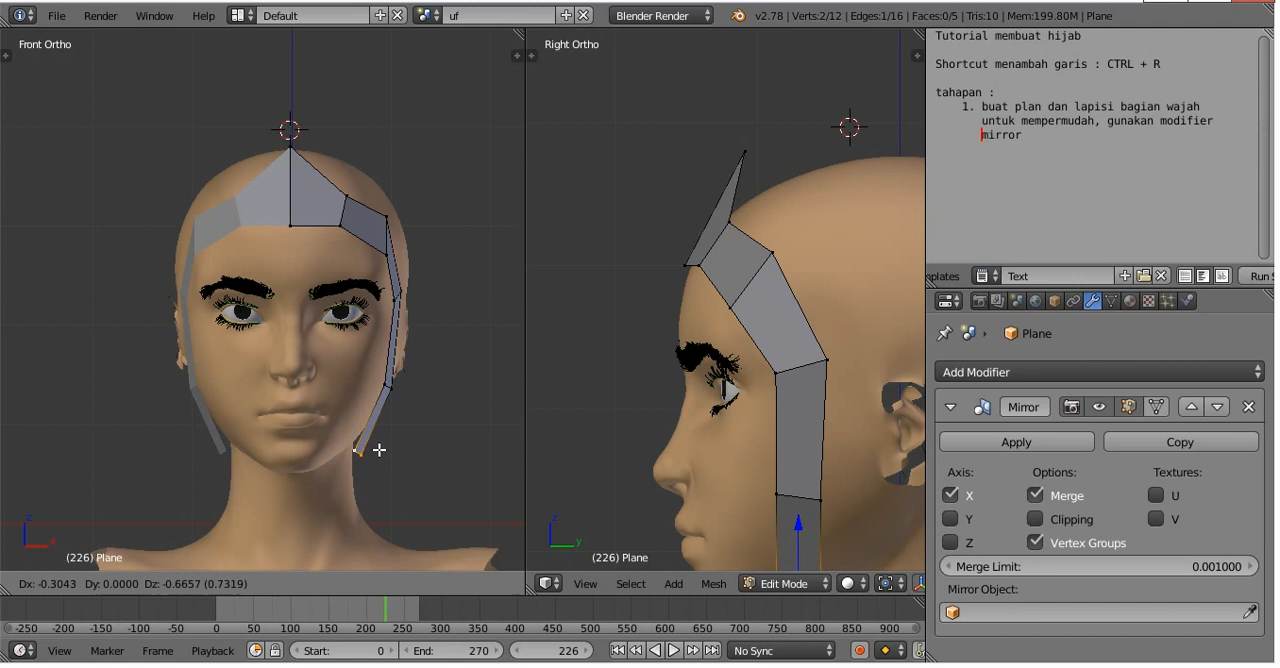 File Render Window Help Default uf Blender Render v2.78 | Verts:2/12 | Edges:1/16 | Faces:0/5 | Tris:10 | Mem:199.80M | Plane
Front Ortho
Right Ortho
Tutorial membuat hijab
Shortcut menambah garis : CTRL + R
tahapan :
1. buat plan dan lapisi bagian wajah
untuk mempermudah, gunakan modifier
mirror
nplates Text Run S
Plane
Add Modifier
Mirror
Apply Copy
Axis: Options: Textures:
X Merge U
Y Clipping V
Z Vertex Groups
Merge Limit: 0.001000
Mirror Object:
z x
(226) Plane
z y
(226) Plane
Dx: -0.3043 Dy: 0.0000 Dz: -0.6657 (0.7319)
View Select Add Mesh Edit Mode
-250 -200 -150 -100 -50 0 50 100 150 200 250 300 350 400 450 500 550 600 650 700 750 800 850 900
View Marker Frame Playback Start: 0 End: 270 226 No Sync